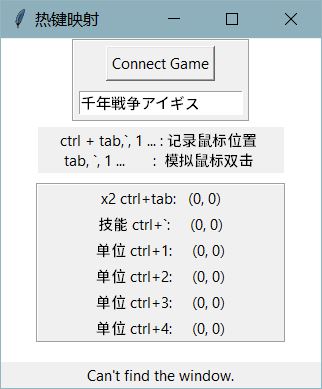 热键映射
Connect Game
千年戦争アイギス
ctrl + tab,`, 1 ... : 记录鼠标位置
tab, `, 1 ... : 模拟鼠标双击
x2 ctrl+tab: (0, 0)
技能 ctrl+`: (0, 0)
单位 ctrl+1: (0, 0)
单位 ctrl+2: (0, 0)
单位 ctrl+3: (0, 0)
单位 ctrl+4: (0, 0)
Can't find the window.